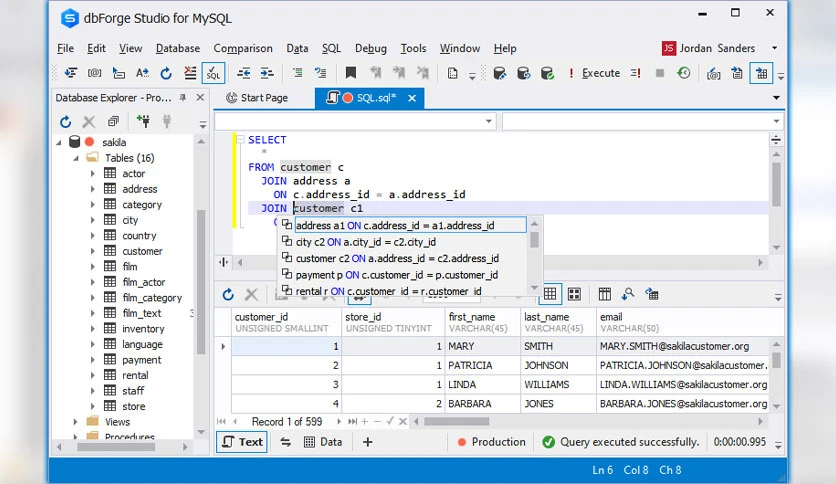 dbForge Studio for MySQL
File Edit View Database Comparison Data SQL Debug Tools Window Help
JS Jordan Sanders
SQL
Execute
Database Explorer - Pro...
Start Page
SQL.sql*
sakila
Tables (16)
actor
address
category
city
country
customer
film
film_actor
film_category
film_text 3
inventory
language
payment
rental
staff
store
Views
Procedures
SELECT
*
FROM customer c
JOIN address a
ON c.address_id = a.address_id
JOIN customer c1
address a1 ON c.address_id = a1.address_id
city c2 ON a.city_id = c2.city_id
customer c2 ON a.address_id = c2.address_id
payment p ON c.customer_id = p.customer_id
rental r ON c.customer_id = r.customer_id
customer_id store_id first_name last_name email
UNSIGNED SMALLINT UNSIGNED TINYINT VARCHAR(45) VARCHAR(45) VARCHAR(50)
1 1 MARY SMITH MARY.SMITH@sakilacustomer.org
2 1 PATRICIA JOHNSON PATRICIA.JOHNSON@sakilacustomer.
3 1 LINDA WILLIAMS LINDA.WILLIAMS@sakilacustomer.org
4 2 BARBARA JONES BARBARA.JONES@sakilacustomer.org
Record 1 of 599
Text Data Production Query executed successfully. 0:00:00.995
Ln 6 Col 8 Ch 8